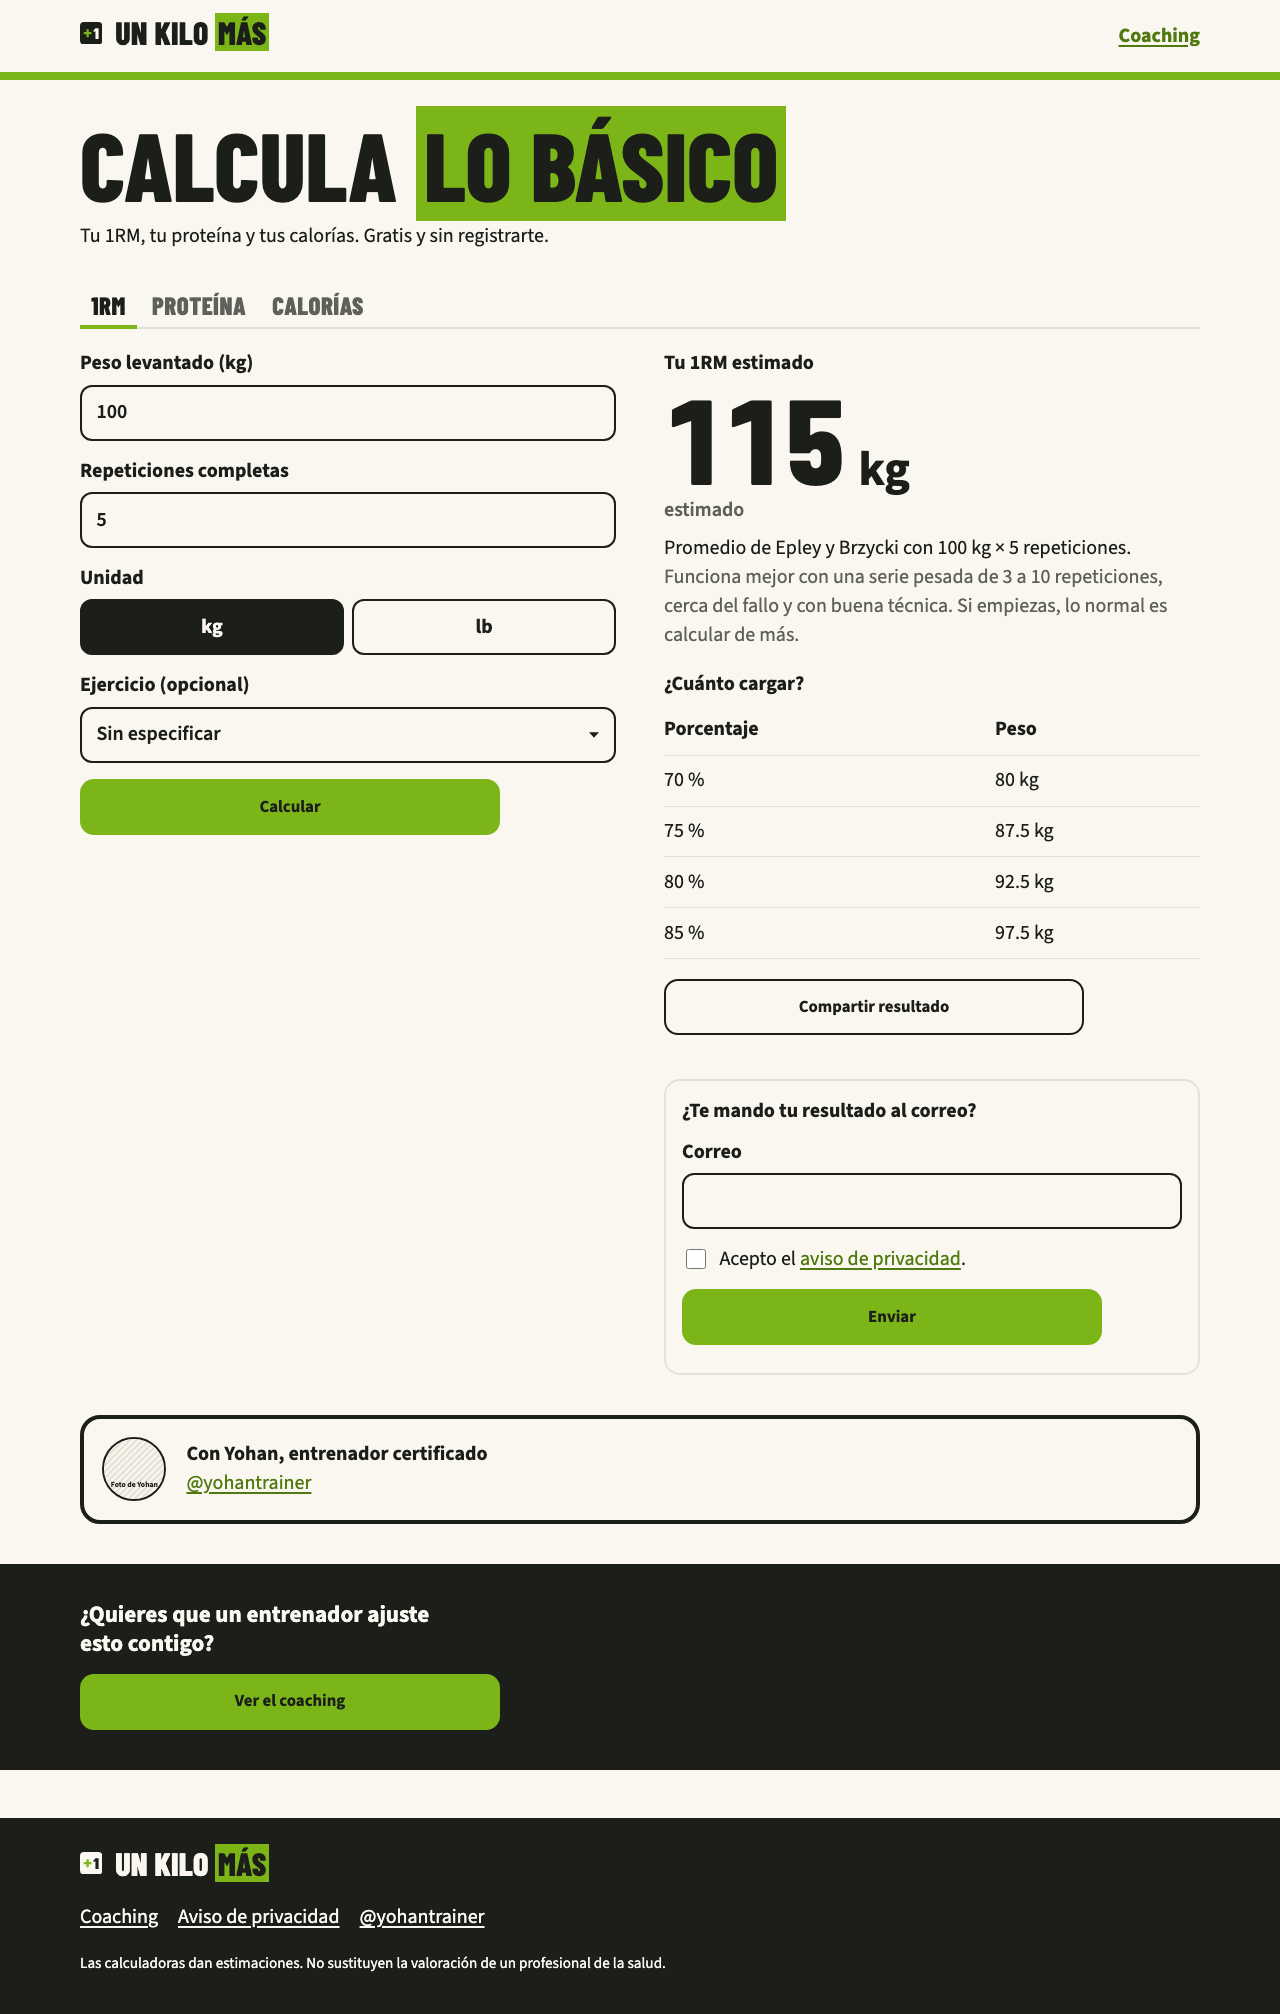 +1 UN KILO MÁS
Coaching
CALCULA LO BÁSICO
Tu 1RM, tu proteína y tus calorías. Gratis y sin registrarte.
1RM PROTEÍNA CALORÍAS
Peso levantado (kg)
100
Repeticiones completas
5
Unidad
kg lb
Ejercicio (opcional)
Sin especificar
Calcular
Tu 1RM estimado
115 kg
estimado
Promedio de Epley y Brzycki con 100 kg × 5 repeticiones.
Funciona mejor con una serie pesada de 3 a 10 repeticiones,
cerca del fallo y con buena técnica. Si empiezas, lo normal es
calcular de más.
¿Cuánto cargar?
Porcentaje Peso
70 % 80 kg
75 % 87.5 kg
80 % 92.5 kg
85 % 97.5 kg
Compartir resultado
¿Te mando tu resultado al correo?
Correo
Acepto el aviso de privacidad.
Enviar
Foto de Yohan
Con Yohan, entrenador certificado
@yohantrainer
¿Quieres que un entrenador ajuste
esto contigo?
Ver el coaching
+1 UN KILO MÁS
Coaching Aviso de privacidad @yohantrainer
Las calculadoras dan estimaciones. No sustituyen la valoración de un profesional de la salud.